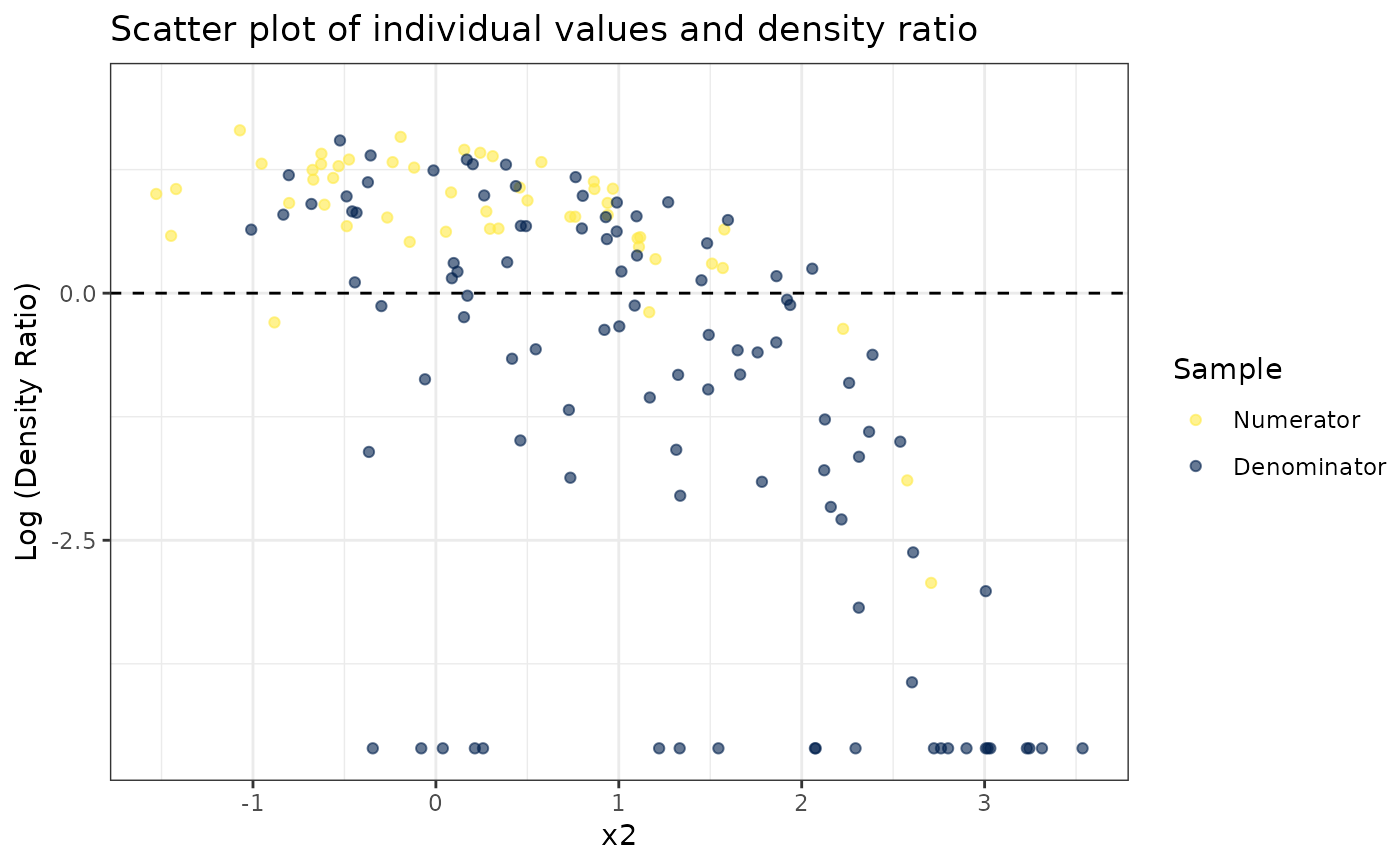 Scatter plot of individual values and density ratio
Log (Density Ratio)
0.0
-2.5
-1
0
1
2
3
x2
Sample
Numerator
Denominator